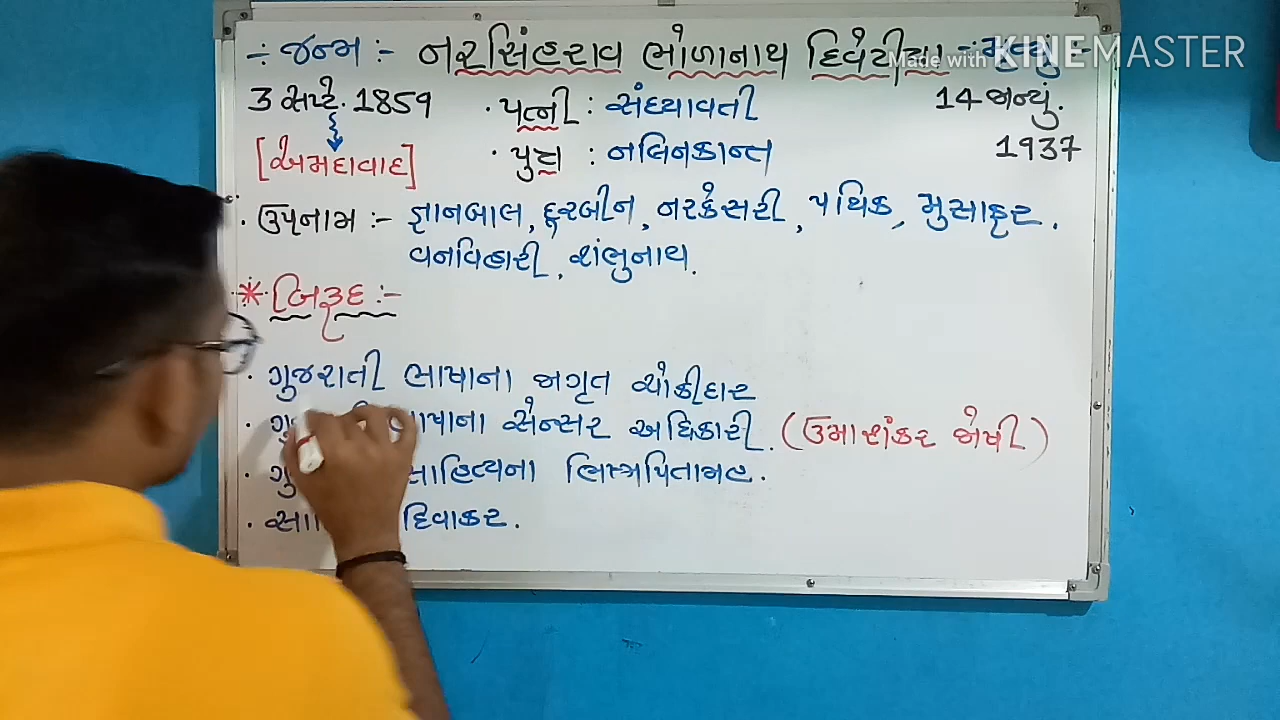 ÷ જન્મ :- નરસિંહરાવ ભોળાનાથ દિવેટીયા ÷ મૃત્યું :-
Made with KINEMASTER
3 સપ્ટે. 1859 · પત્ની : સંધ્યાવતી 14 જાન્યું.
[અમદાવાદ] · પુત્ર : નલિનકાન્ત 1937
· ઉપનામ :- જ્ઞાનબાલ, દૂરબીન, નરકેસરી, પથિક, મુસાફર.
વનવિહારી, શંભુનાથ.
* બિરૂદ :-
· ગુજરાતી ભાષાના જાગૃત ચોકીદાર
· ગુ ભાષાના સેન્સર અધિકારી. (ઉમાશંકર જોષી)
· ગુ સાહિત્યના ભિષ્મપિતામહ.
· સા દિવાકર.